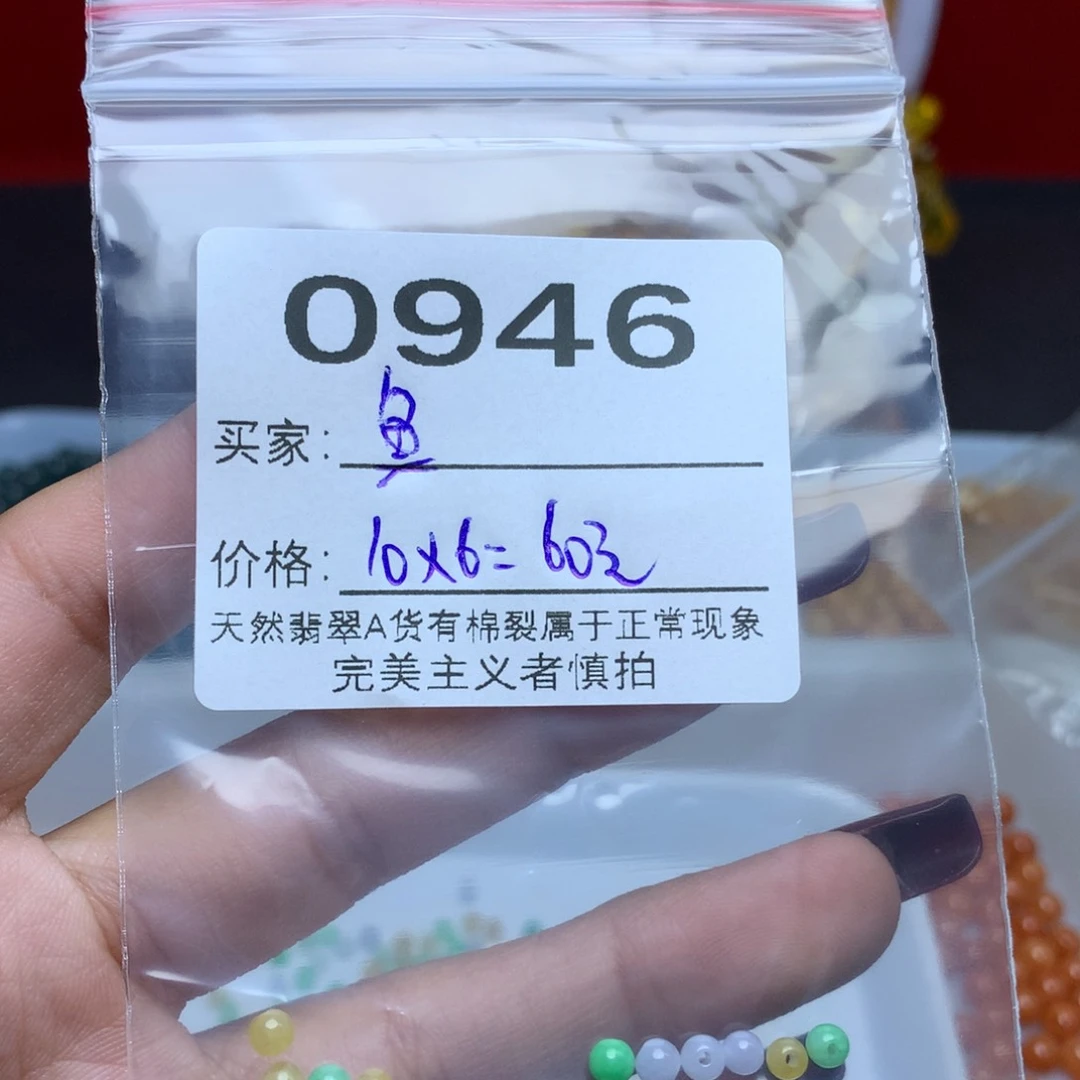 0946
买家: 鱼
价格: 10x6=60元
天然翡翠A货有棉裂属于正常现象
完美主义者慎拍